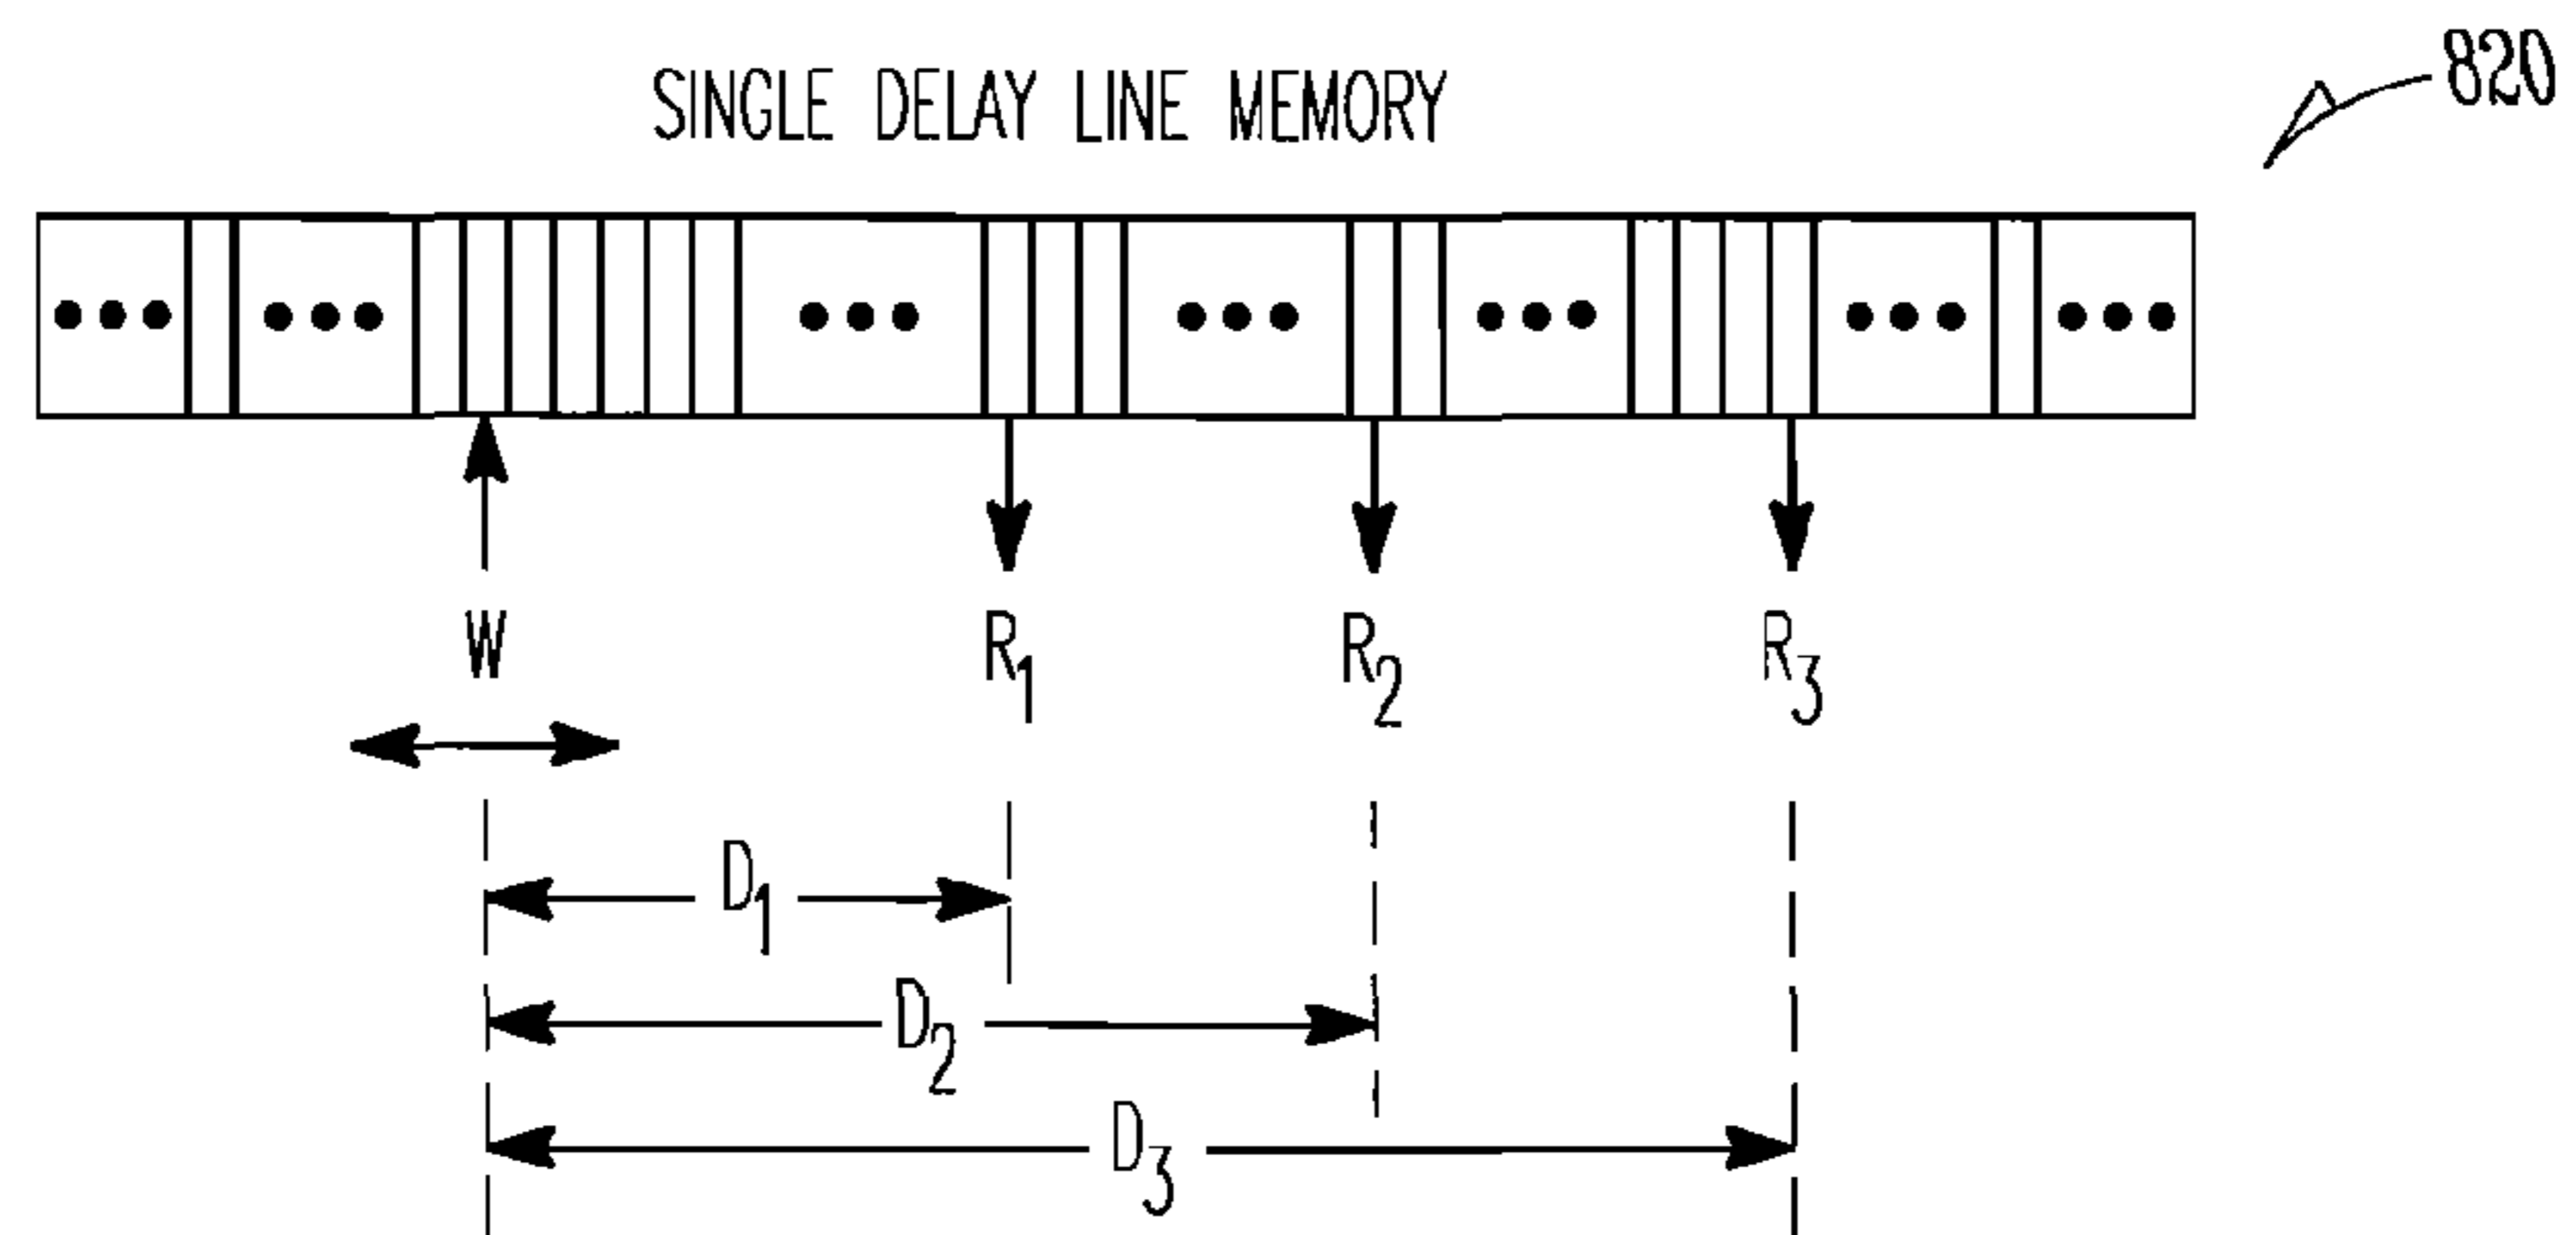 820
SINGLE DELAY LINE MEMORY
W R1 R2 R3
D1
D2
D3